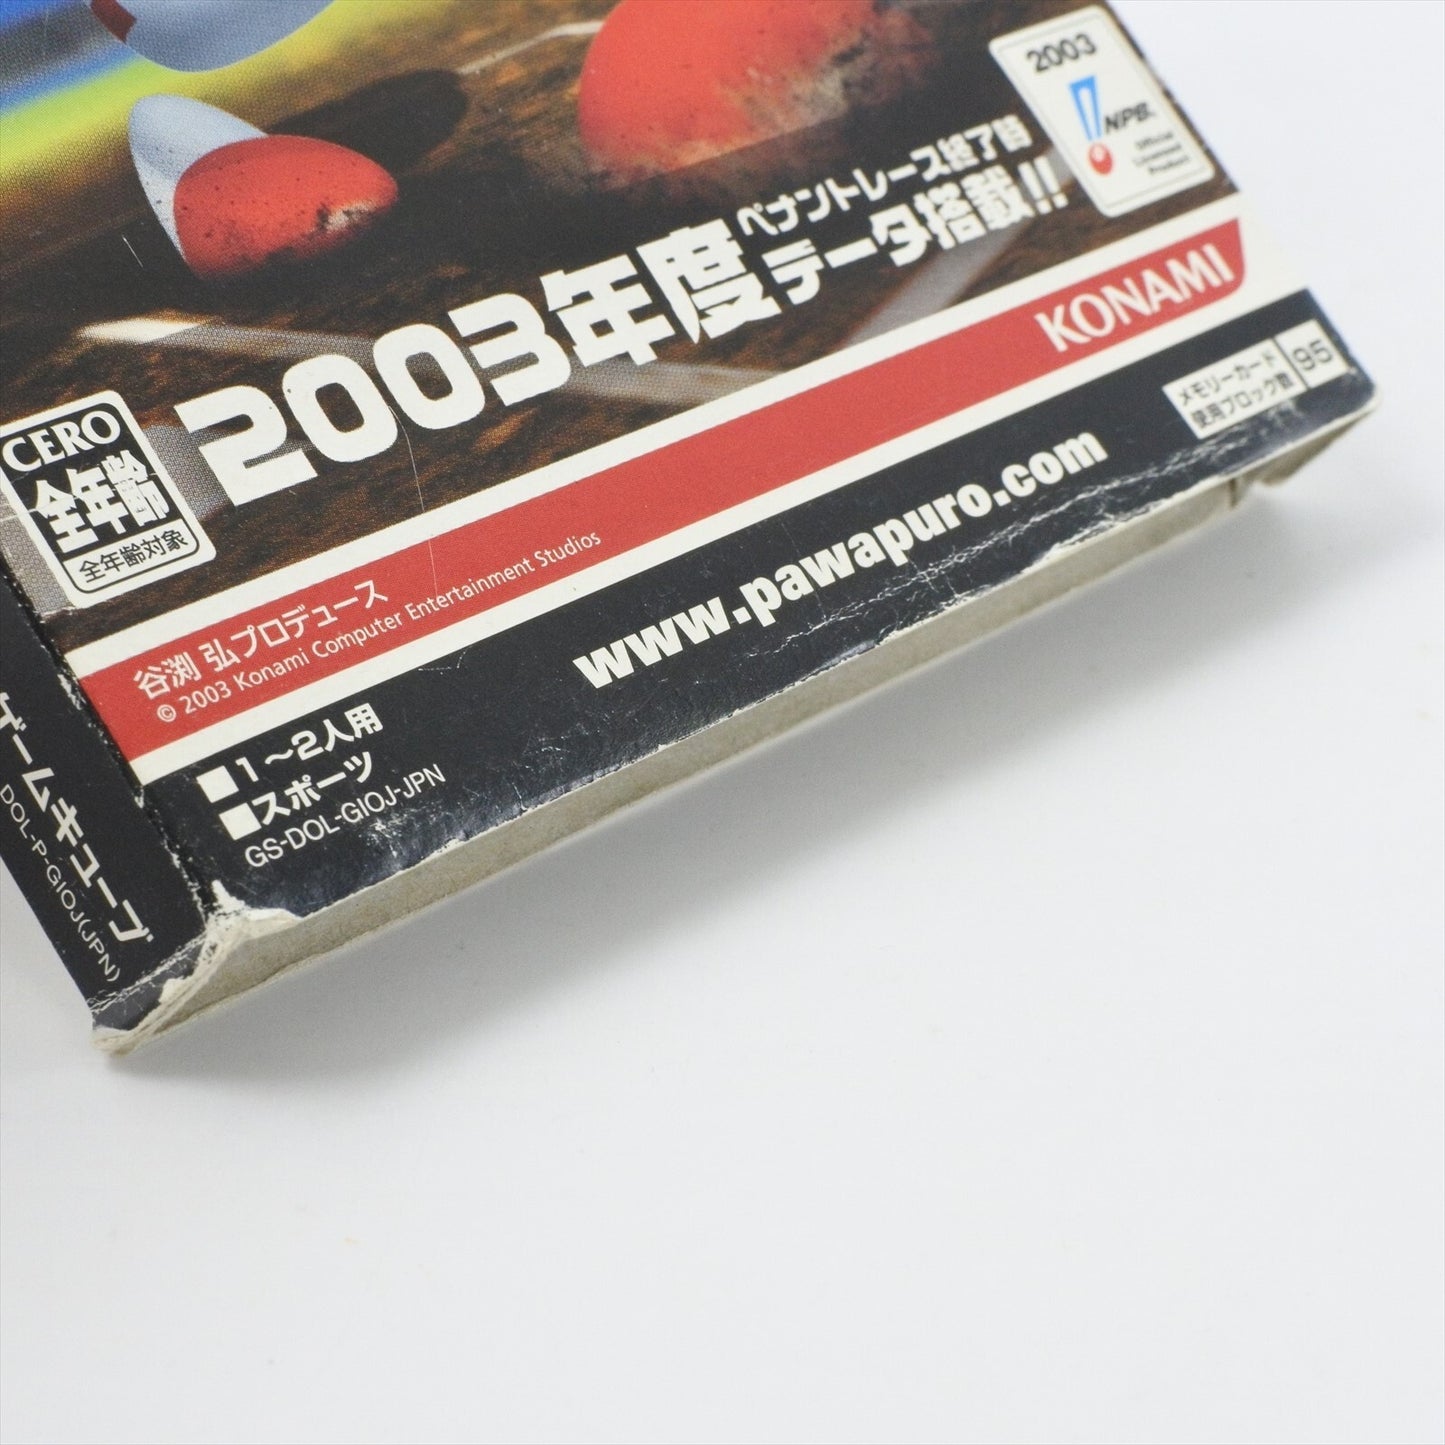 2003
NPB
Official
Licensed
Product
2003年度
ペナントレース終了時
データ搭載!!
CERO
全年齢
全年齢対象
KONAMI
谷渕 弘プロデュース
© 2003 Konami Computer Entertainment Studios
www.pawapuro.com
メモリーカード
使用ブロック数
95
■1～2人用
■スポーツ
GS-DOL-GIOJ-JPN
ゲームキューブ
DOL-P-GIOJ(JPN)